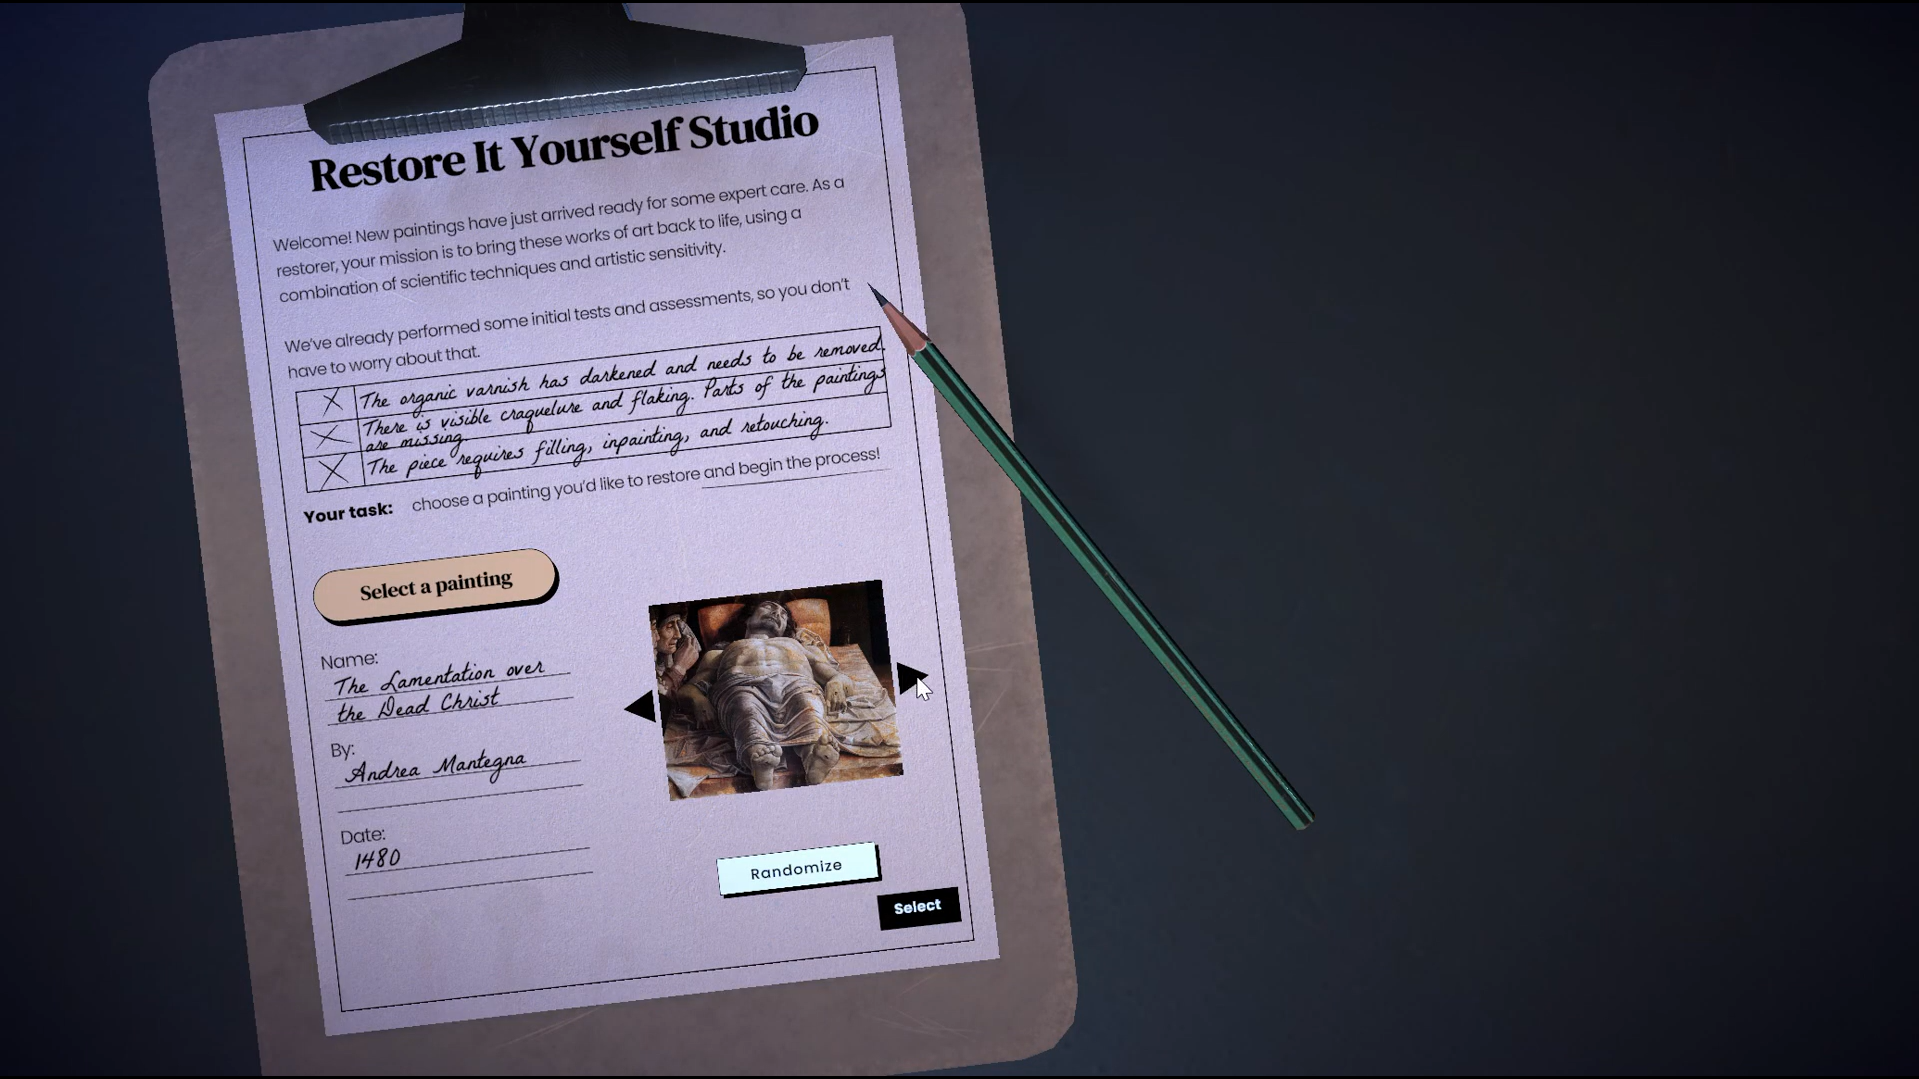 Restore It Yourself Studio
Welcome! New paintings have just arrived ready for some expert care. As a
restorer, your mission is to bring these works of art back to life, using a
combination of scientific techniques and artistic sensitivity.
We've already performed some initial tests and assessments, so you don't
have to worry about that.
X The organic varnish has darkened and needs to be removed.
X There is visible craquelure and flaking. Parts of the paintings
are missing.
X The piece requires filling, inpainting, and retouching.
Your task: choose a painting you'd like to restore and begin the process!
Select a painting
Name:
The Lamentation over
the Dead Christ
By:
Andrea Mantegna
Date:
1480
Randomize
Select